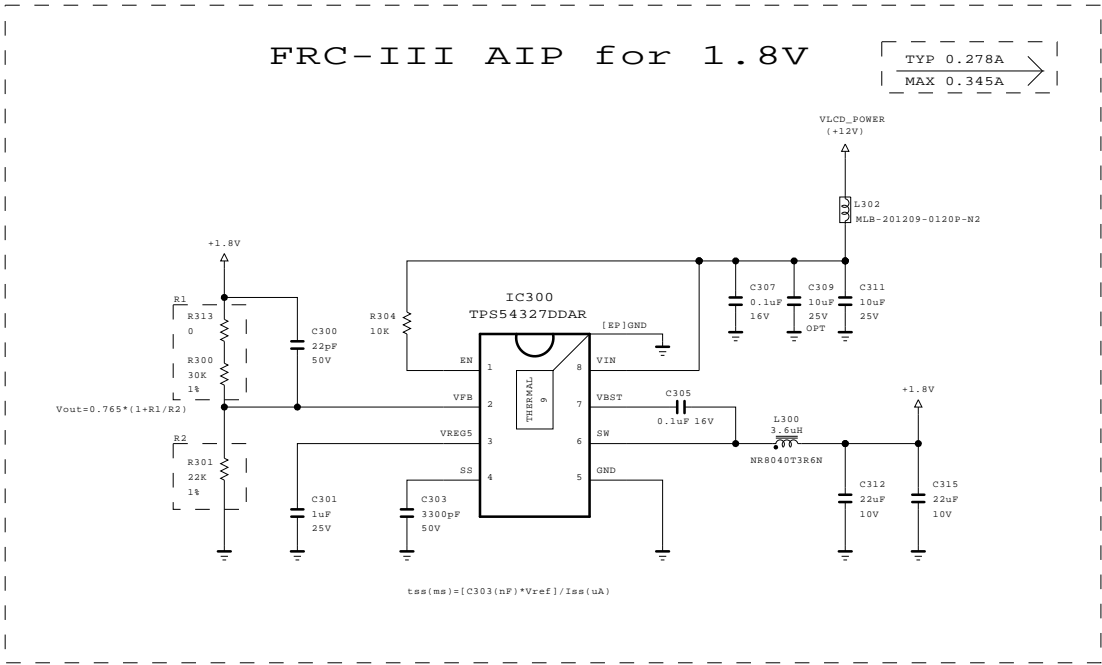 FRC-III AIP for 1.8V
TYP 0.278A
MAX 0.345A
VLCD_POWER
(+12V)
L302
MLB-201209-0120P-N2
+1.8V
R1
R313
0
R300
30K
1%
C300
22pF
50V
Vout=0.765*(1+R1/R2)
R2
R301
22K
1%
R304
10K
IC300
TPS54327DDAR
[EP]GND
EN
1
VFB
2
VREG5
3
SS
4
THERMAL
9
8
VIN
7
VBST
6
SW
5
GND
C301
1uF
25V
C303
3300pF
50V
C307
0.1uF
16V
C309
10uF
25V
OPT
C311
10uF
25V
C305
0.1uF 16V
L300
3.6uH
NR8040T3R6N
+1.8V
C312
22uF
10V
C315
22uF
10V
tss(ms)=[C303(nF)*Vref]/Iss(uA)